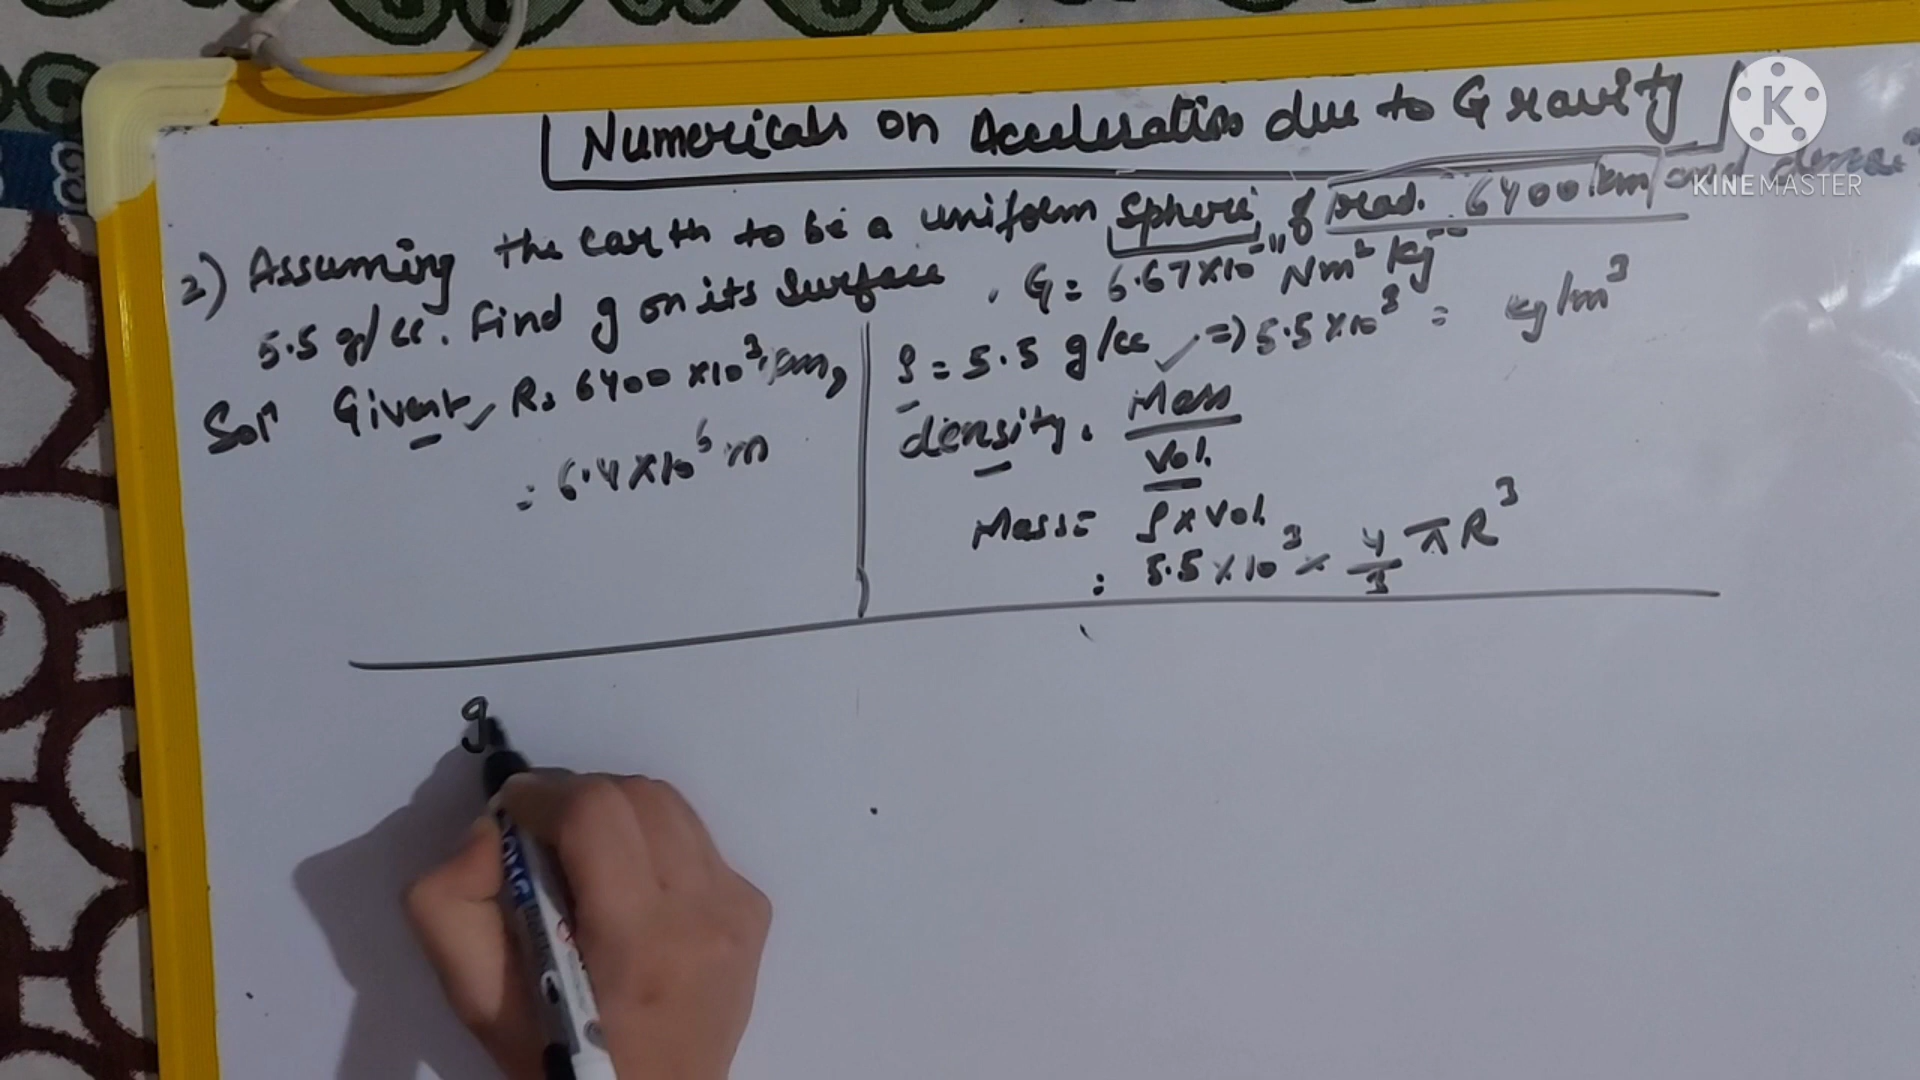 Numericals on Acceleration due to Gravity
2) Assuming the earth to be a uniform sphere of rad. 6400 km and
5.5 g/cc. Find g on its surface. G = 6.67×10⁻¹¹ Nm² kg⁻²
Solⁿ Given R = 6400 ×10³
= 6.4×10⁶ m
ρ = 5.5 g/cc ✓ ⇒ 5.5×10³ = kg/m³
density. Mass / Vol.
Mass = ρ × Vol.
: 5.5×10³ × 4/3 πR³
g
K
KINEMASTER
DOMS